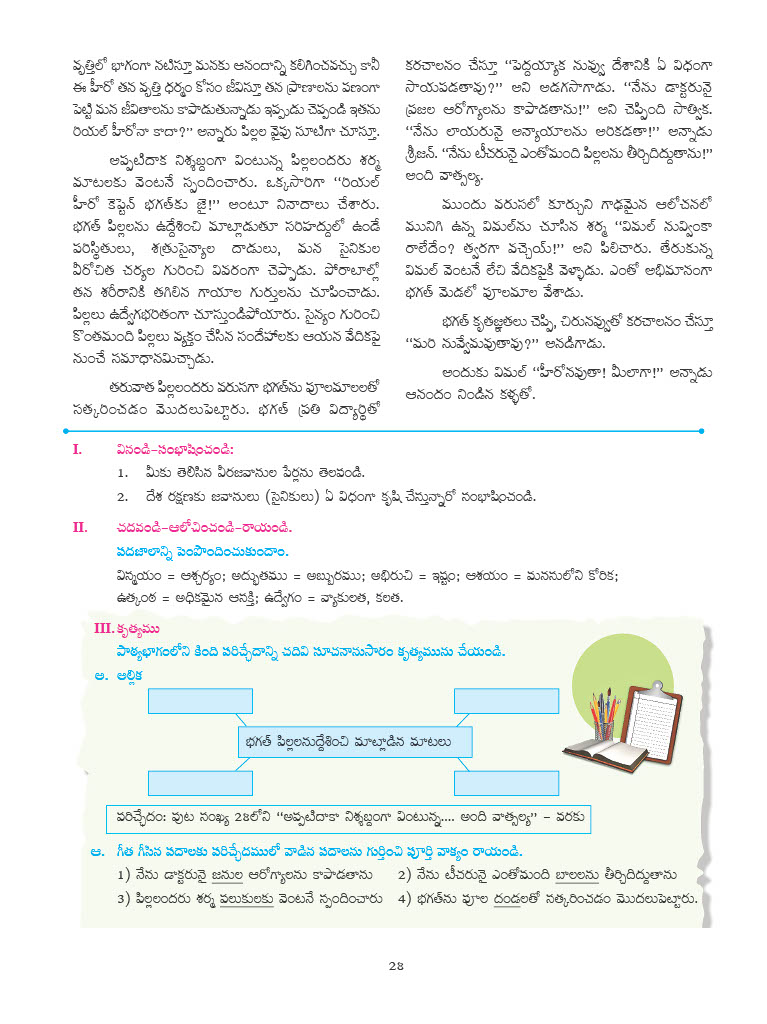 వృత్తిలో భాగంగా నటిస్తూ మనకు ఆనందాన్ని కలిగించవచ్చు కానీ
ఈ హీరో తన వృత్తి ధర్మం కోసం జీవిస్తూ తన ప్రాణాలను పణంగా
పెట్టి మన జీవితాలను కాపాడుతున్నాడు ఇప్పుడు చెప్పండి ఇతను
రియల్ హీరోనా కాదా?’’ అన్నారు పిల్లల వైపు సూటిగా చూస్తూ.
అప్పటిదాక నిశ్శబ్దంగా వింటున్న పిల్లలందరు శర్మ
మాటలకు వెంటనే స్పందించారు. ఒక్కసారిగా ‘‘రియల్
హీరో కెప్టెన్ భగత్‌కు జై!’’ అంటూ నినాదాలు చేశారు.
భగత్ పిల్లలను ఉద్దేశించి మాట్లాడుతూ సరిహద్దులో ఉండే
పరిస్థితులు, శత్రుసైన్యాల దాడులు, మన సైనికుల
వీరోచిత చర్యల గురించి వివరంగా చెప్పాడు. పోరాటాల్లో
తన శరీరానికి తగిలిన గాయాల గుర్తులను చూపించాడు.
పిల్లలు ఉద్వేగభరితంగా చూస్తుండిపోయారు. సైన్యం గురించి
కొంతమంది పిల్లలు వ్యక్తం చేసిన సందేహాలకు ఆయన వేదికపై
నుంచే సమాధానమిచ్చాడు.
తరువాత పిల్లలందరు వరుసగా భగత్‌ను పూలమాలలతో
సత్కరించడం మొదలుపెట్టారు. భగత్ ప్రతి విద్యార్థితో
కరచాలనం చేస్తూ ‘‘పెద్దయ్యాక నువ్వు దేశానికి ఏ విధంగా
సాయపడతావు?’’ అని అడగసాగాడు. ‘‘నేను డాక్టరునై
ప్రజల ఆరోగ్యాలను కాపాడతాను!’’ అని చెప్పింది సాత్విక.
‘‘నేను లాయరునై అన్యాయాలను అరికడతా!’’ అన్నాడు
శ్రీజన్. ‘‘నేను టీచరునై ఎంతోమంది పిల్లలను తీర్చిదిద్దుతాను!’’
అంది వాత్సల్య.
ముందు వరుసలో కూర్చుని గాఢమైన ఆలోచనలో
మునిగి ఉన్న విమల్‌ను చూసిన శర్మ ‘‘విమల్ నువ్వింకా
రాలేదేం? త్వరగా వచ్చెయ్!’’ అని పిలిచారు. తేరుకున్న
విమల్ వెంటనే లేచి వేదికపైకి వెళ్ళాడు. ఎంతో అభిమానంగా
భగత్ మెడలో పూలమాల వేశాడు.
భగత్ కృతజ్ఞతలు చెప్పి, చిరునవ్వుతో కరచాలనం చేస్తూ
‘‘మరి నువ్వేమవుతావు?’’ అనడిగాడు.
అందుకు విమల్ ‘‘హీరోనవుతా! మీలాగా!’’ అన్నాడు
ఆనందం నిండిన కళ్ళతో.
I. వినండి-సంభాషించండి:
1. మీకు తెలిసిన వీరజవానుల పేర్లను తెలపండి.
2. దేశ రక్షణకు జవానులు (సైనికులు) ఏ విధంగా కృషి చేస్తున్నారో సంభాషించండి.
II. చదవండి-ఆలోచించండి-రాయండి.
పదజాలాన్ని పెంపొందించుకుందాం.
విస్మయం = ఆశ్చర్యం; అద్భుతము = అబ్బురము; అభిరుచి = ఇష్టం; ఆశయం = మనసులోని కోరిక;
ఉత్కంఠ = అధికమైన ఆసక్తి; ఉద్వేగం = వ్యాకులత, కలత.
III. కృత్యము
పాఠ్యభాగంలోని కింది పరిచ్ఛేదాన్ని చదివి సూచనానుసారం కృత్యమును చేయండి.
అ. అల్లిక
భగత్ పిల్లలనుద్దేశించి మాట్లాడిన మాటలు
పరిచ్ఛేదం: పుట సంఖ్య 28లోని ‘‘అప్పటిదాకా నిశ్శబ్దంగా వింటున్న.... అంది వాత్సల్య’’ - వరకు
ఆ. గీత గీసిన పదాలకు పరిచ్ఛేదములో వాడిన పదాలను గుర్తించి పూర్తి వాక్యం రాయండి.
1) నేను డాక్టరునై జనుల ఆరోగ్యాలను కాపాడతాను 2) నేను టీచరునై ఎంతోమంది బాలలను తీర్చిదిద్దుతాను
3) పిల్లలందరు శర్మ పలుకులకు వెంటనే స్పందించారు 4) భగత్‌ను పూల దండలతో సత్కరించడం మొదలుపెట్టారు.
28